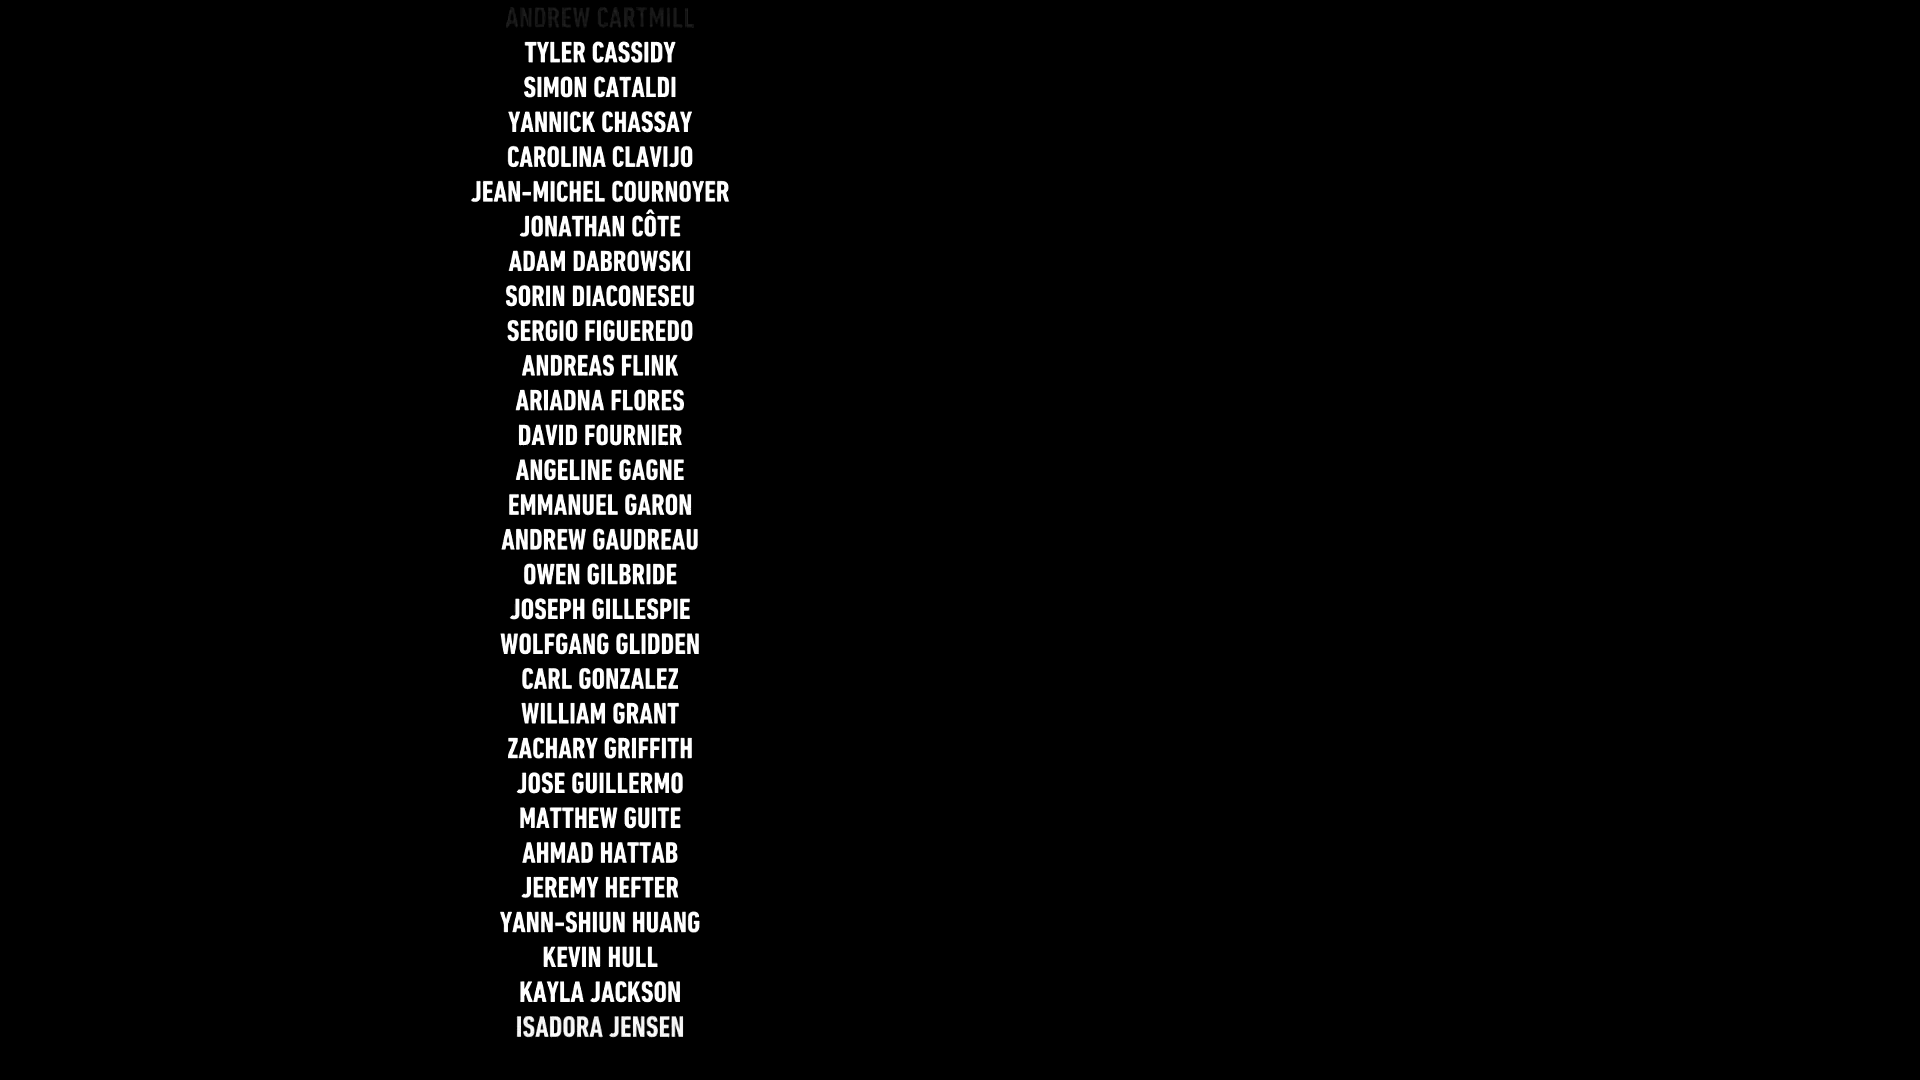 ANDREW CARTMILL
TYLER CASSIDY
SIMON CATALDI
YANNICK CHASSAY
CAROLINA CLAVIJO
JEAN-MICHEL COURNOYER
JONATHAN CÔTE
ADAM DABROWSKI
SORIN DIACONESEU
SERGIO FIGUEREDO
ANDREAS FLINK
ARIADNA FLORES
DAVID FOURNIER
ANGELINE GAGNE
EMMANUEL GARON
ANDREW GAUDREAU
OWEN GILBRIDE
JOSEPH GILLESPIE
WOLFGANG GLIDDEN
CARL GONZALEZ
WILLIAM GRANT
ZACHARY GRIFFITH
JOSE GUILLERMO
MATTHEW GUITE
AHMAD HATTAB
JEREMY HEFTER
YANN-SHIUN HUANG
KEVIN HULL
KAYLA JACKSON
ISADORA JENSEN